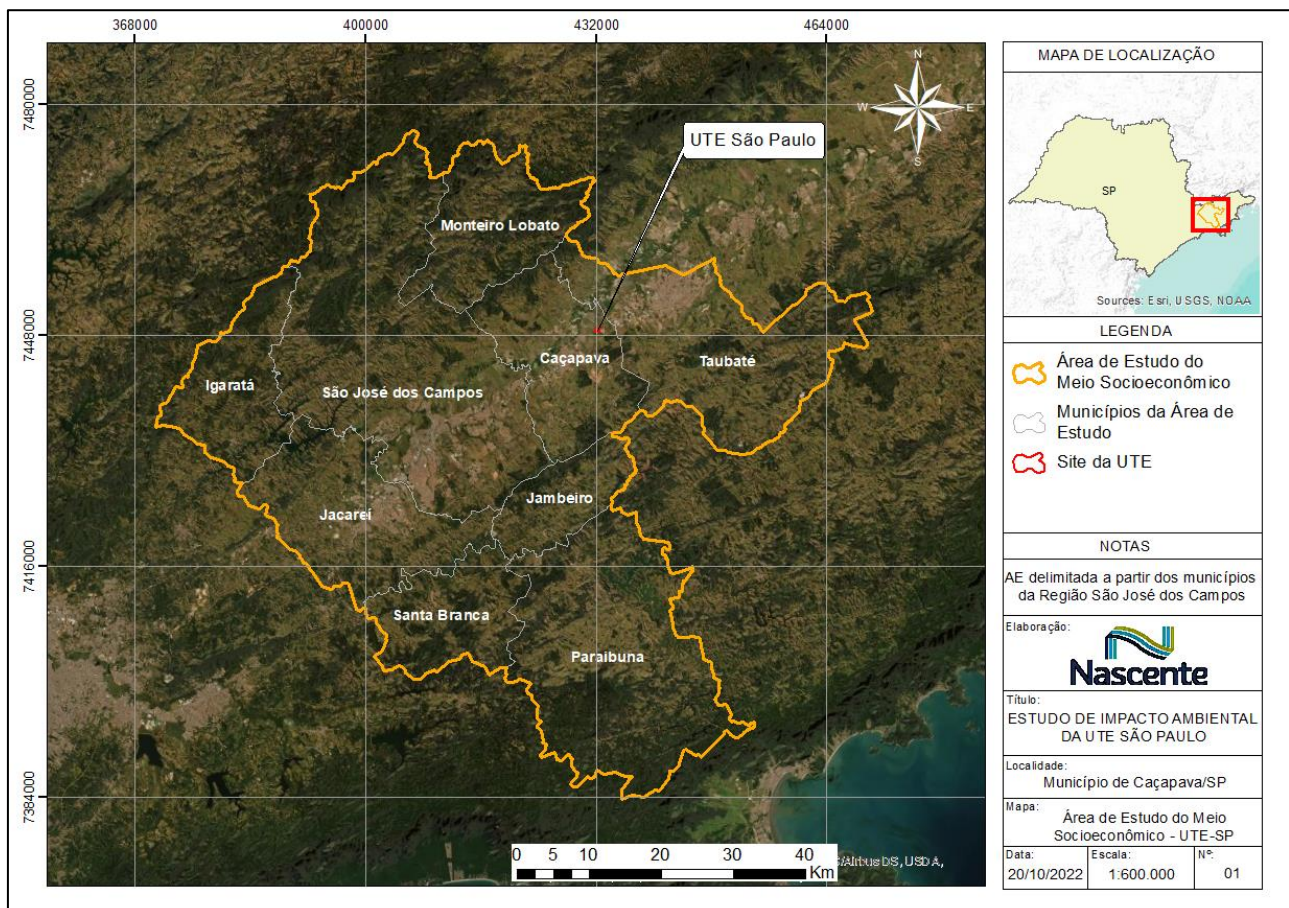 368000
400000
432000
464000
7480000
7448000
7416000
7384000
N
W
E
S
UTE São Paulo
Monteiro Lobato
Caçapava
Taubaté
Igaratá
São José dos Campos
Jacareí
Jambeiro
Santa Branca
Paraibuna
0 5 10 20 30 40
Km
DS, USDA,
MAPA DE LOCALIZAÇÃO
SP
Sources: Esri, USGS, NOAA
LEGENDA
Área de Estudo do
Meio Socioeconômico
Municípios da Área de
Estudo
Site da UTE
NOTAS
AE delimitada a partir dos municípios
da Região São José dos Campos
Elaboração:
Nascente
Título:
ESTUDO DE IMPACTO AMBIENTAL
DA UTE SÃO PAULO
Localidade:
Município de Caçapava/SP
Mapa:
Área de Estudo do Meio
Socioeconômico - UTE-SP
Data:
20/10/2022
Escala:
1:600.000
Nº:
01